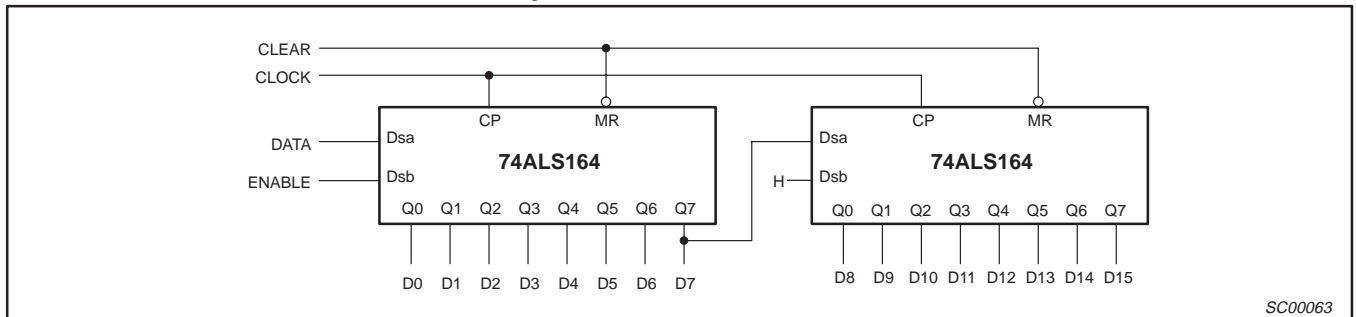 CLEAR
CLOCK
CP MR CP MR
DATA Dsa Dsa
74ALS164 74ALS164
ENABLE Dsb H Dsb
Q0 Q1 Q2 Q3 Q4 Q5 Q6 Q7 Q0 Q1 Q2 Q3 Q4 Q5 Q6 Q7
D0 D1 D2 D3 D4 D5 D6 D7 D8 D9 D10 D11 D12 D13 D14 D15
SC00063